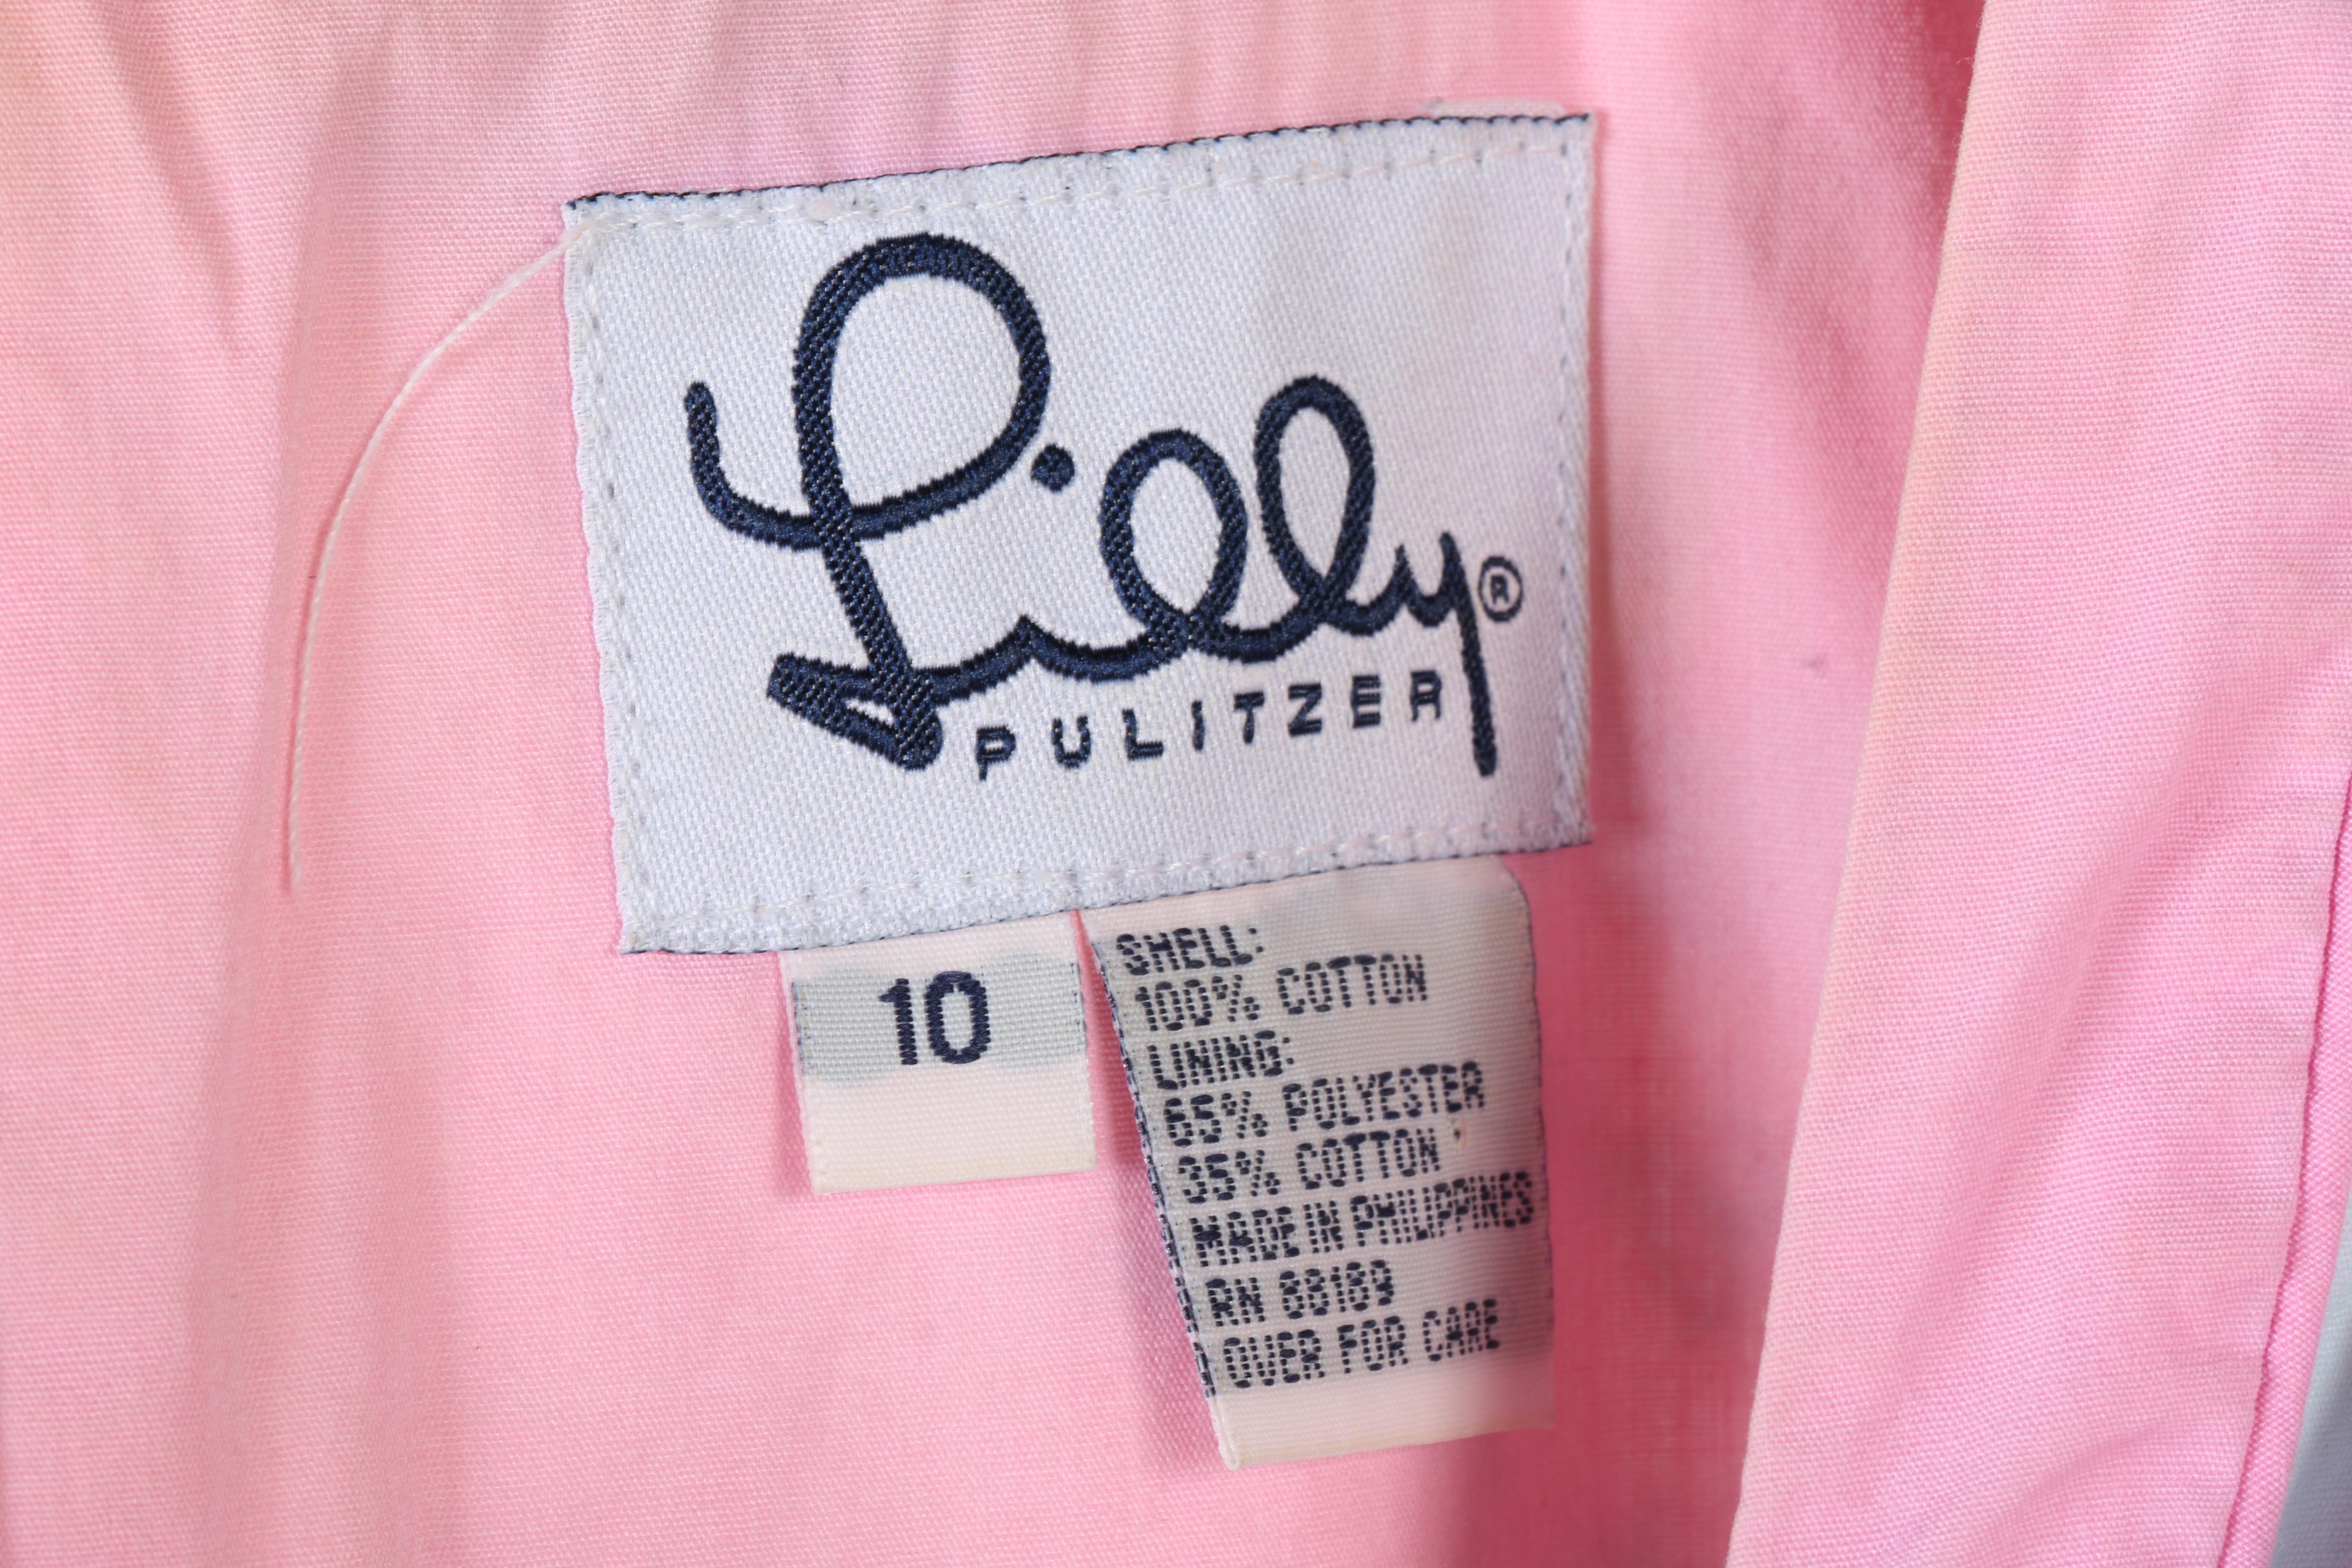 Lilly®
PULITZER
10
SHELL:
100% COTTON
LINING:
65% POLYESTER
35% COTTON
MADE IN PHILIPPINES
RN 88189
OVER FOR CARE